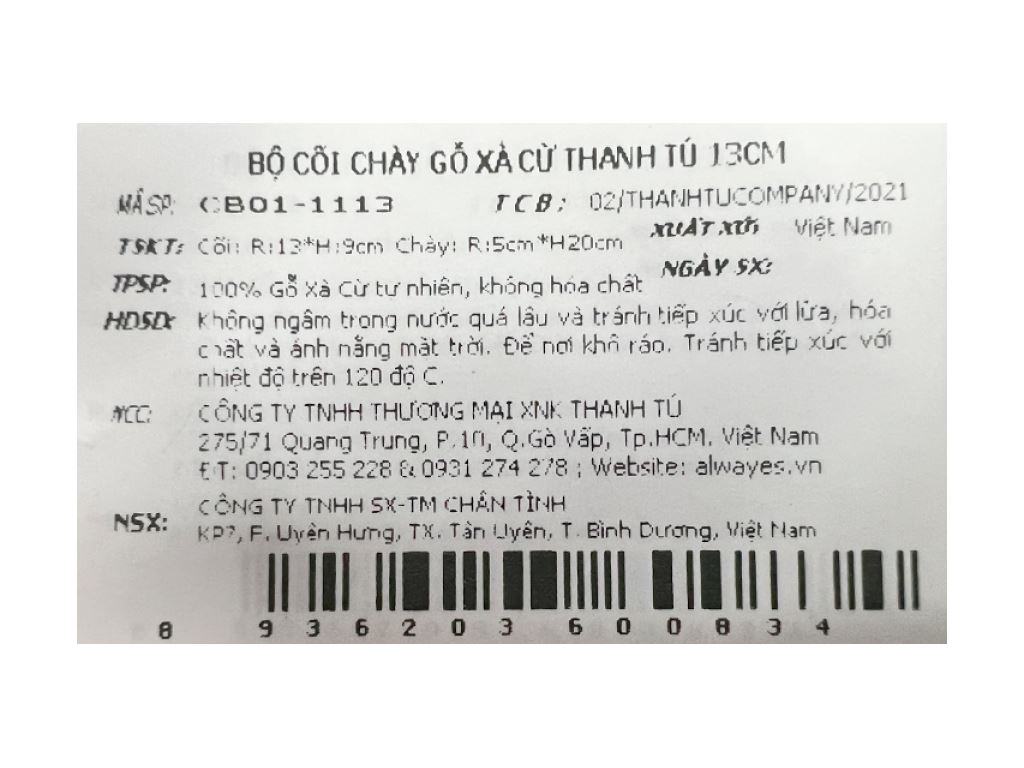 BỘ CỐI CHÀY GỖ XÀ CỪ THANH TÚ 13CM
MÃ SP: CB01-1113 TCB: 02/THANHTUCOMPANY/2021
TSKT: Cối: R:13*H:9cm Chày: R:5cm*H20cm XUẤT XỨ: Việt Nam
TPSP: 100% Gỗ Xà Cừ tự nhiên, không hóa chất NGÀY SX:
HDSD: Không ngâm trong nước quá lâu và tránh tiếp xúc với lửa, hóa
chất và ánh nắng mặt trời. Để nơi khô ráo. Tránh tiếp xúc với
nhiệt độ trên 120 độ C.
NCC: CÔNG TY TNHH THƯƠNG MẠI XNK THANH TÚ
275/71 Quang Trung, P.10, Q.Gò Vấp, Tp.HCM, Việt Nam
ĐT: 0903 255 228 & 0931 274 278 ; Website: alwayes.vn
NSX: CÔNG TY TNHH SX-TM CHÂN TÌNH
KP7, F. Uyên Hưng, TX. Tân Uyên, T. Bình Dương, Việt Nam
8 936203 600834